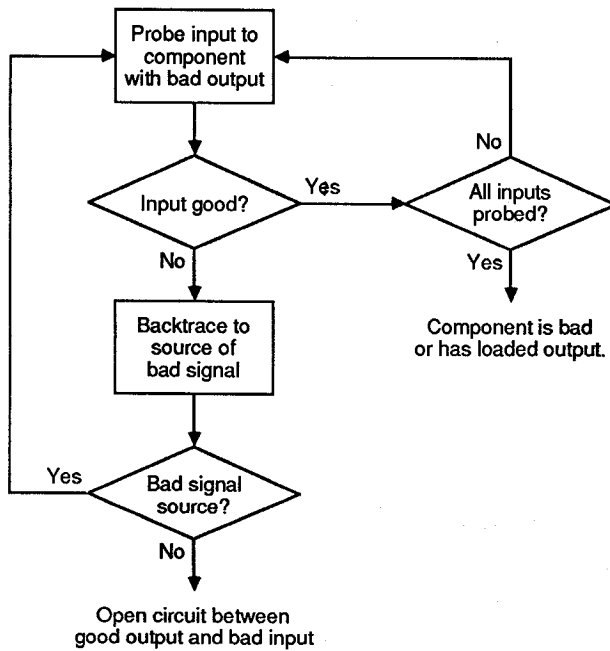 Probe input to
component
with bad output
No
Input good?
Yes
All inputs
probed?
No
Yes
Backtrace to
source of
bad signal
Component is bad
or has loaded output.
Yes
Bad signal
source?
No
Open circuit between
good output and bad input